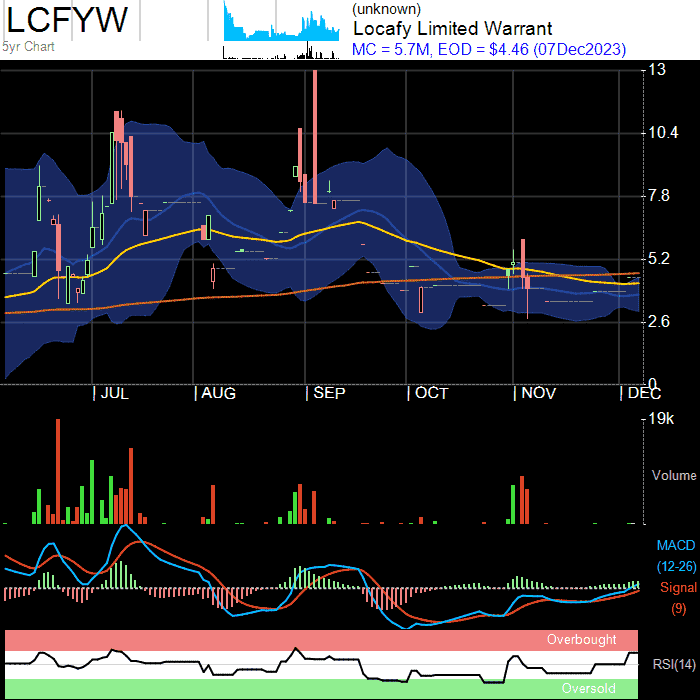 LCFYW
5yr Chart
(unknown)
Locafy Limited Warrant
MC = 5.7M, EOD = $4.46 (07Dec2023)
13
10.4
7.8
5.2
2.6
0
JUL AUG SEP OCT NOV DEC
19k
Volume
MACD
(12-26)
Signal
(9)
Overbought
RSI(14)
Oversold